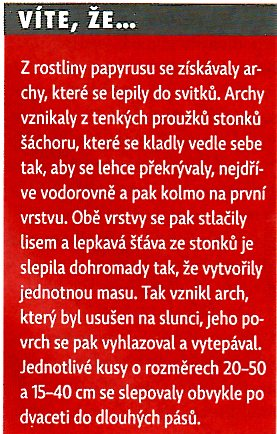 VÍTE, ŽE...
Z rostliny papyrusu se získávaly ar-
chy, které se lepily do svitků. Archy
vznikaly z tenkých proužků stonků
šáchoru, které se kladly vedle sebe
tak, aby se lehce překrývaly, nejdří-
ve vodorovně a pak kolmo na první
vrstvu. Obě vrstvy se pak stlačily
lisem a lepkavá šťáva ze stonků je
slepila dohromady tak, že vytvořily
jednotnou masu. Tak vznikl arch,
který byl usušen na slunci, jeho po-
vrch se pak vyhlazoval a vytepával.
Jednotlivé kusy o rozměrech 20–50
a 15–40 cm se slepovaly obvykle po
dvaceti do dlouhých pásů.